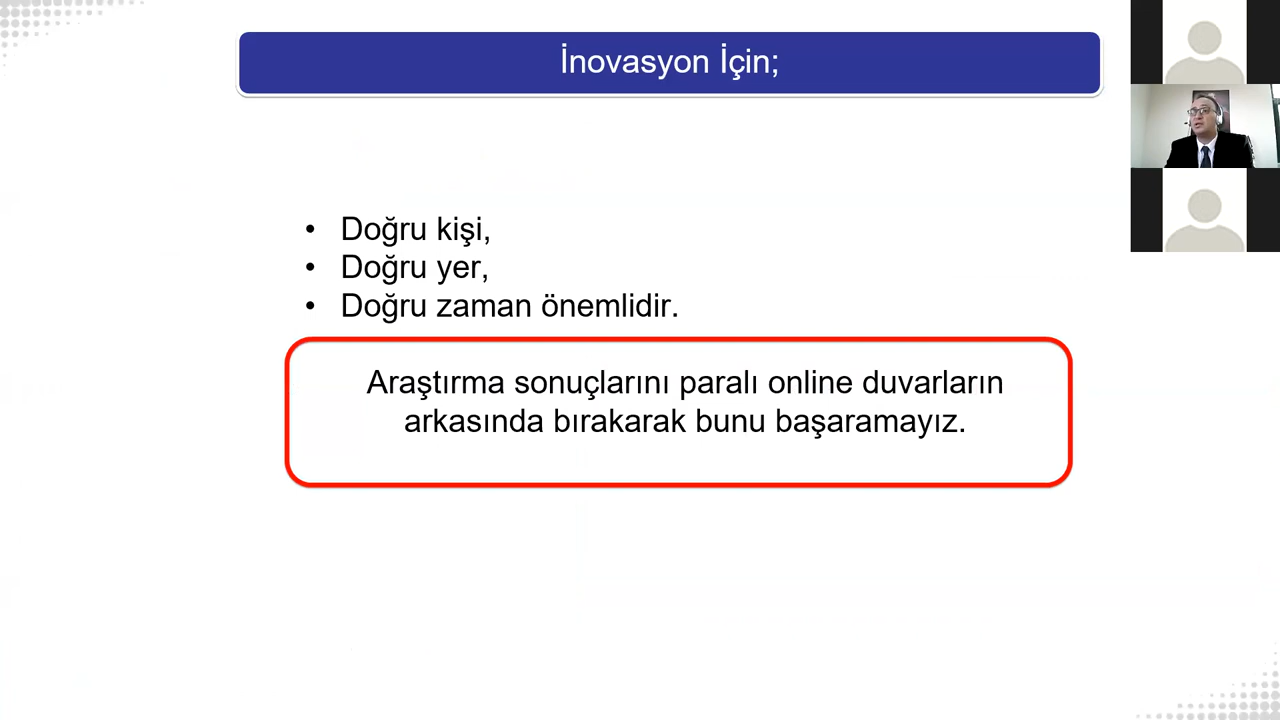 İnovasyon İçin;
• Doğru kişi,
• Doğru yer,
• Doğru zaman önemlidir.
Araştırma sonuçlarını paralı online duvarların
arkasında bırakarak bunu başaramayız.